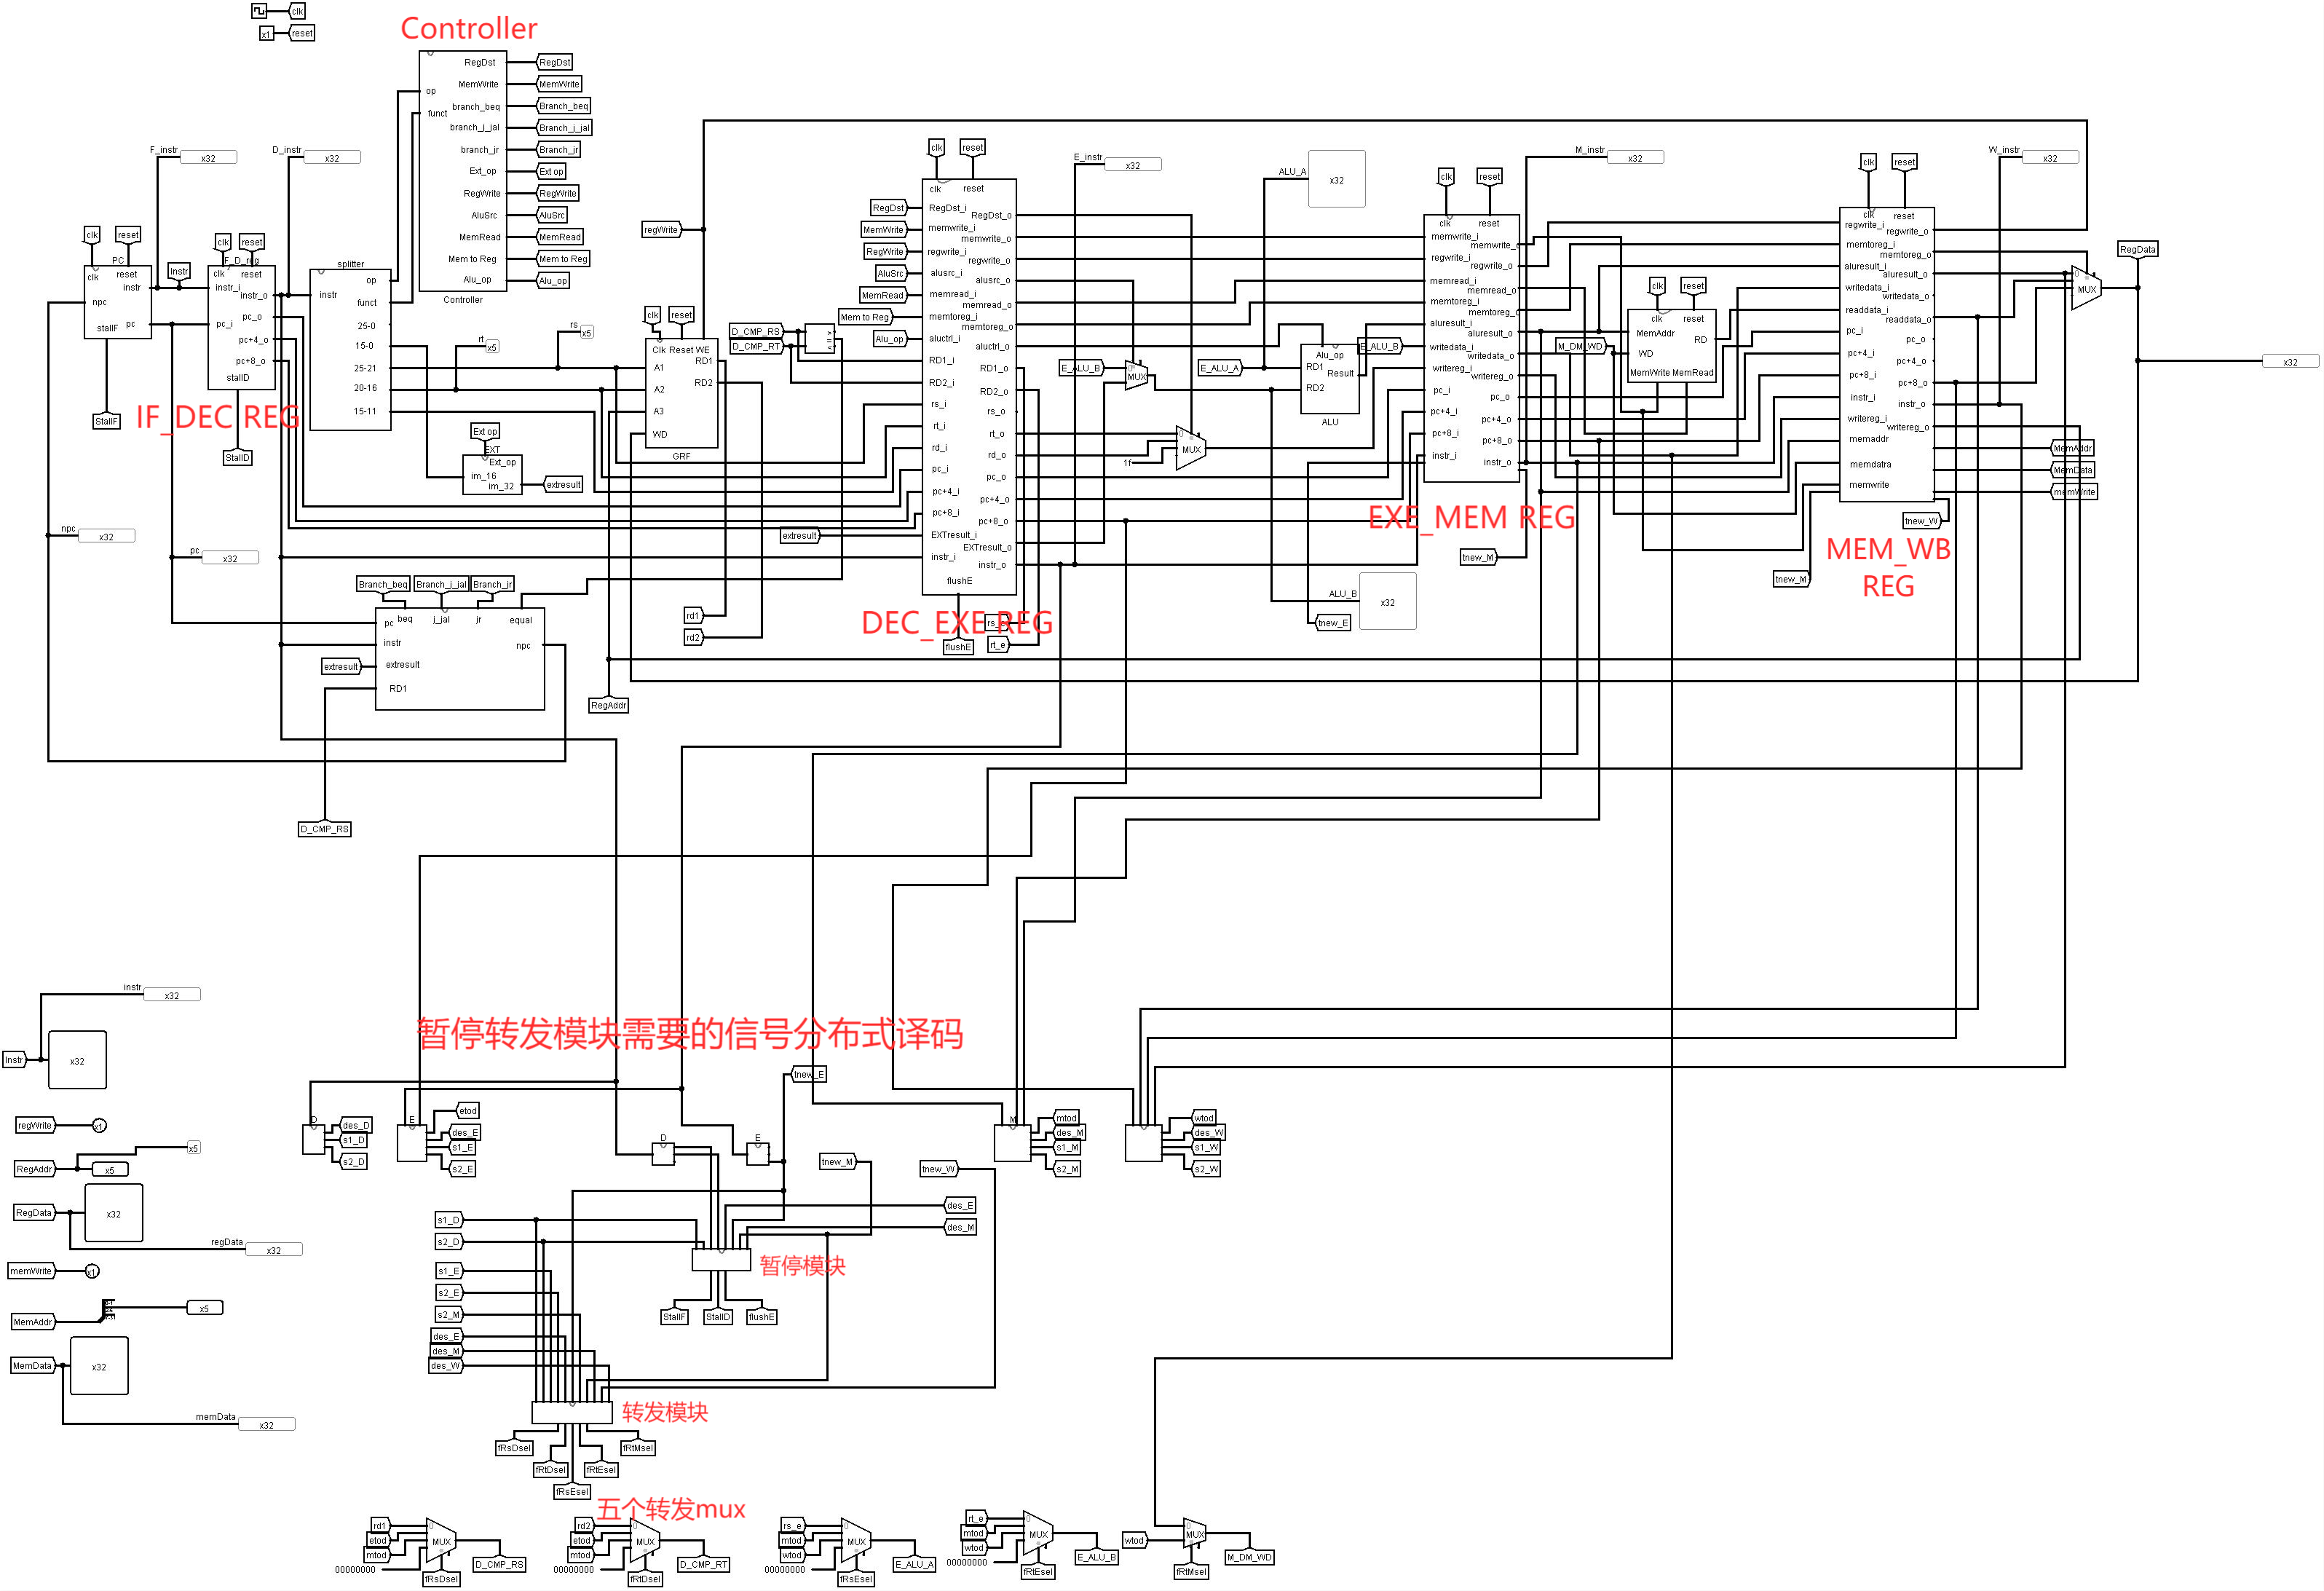 clk
x1 reset
Controller
RegDst RegDst
MemWrite MemWrite
op
branch_beq Branch_beq
funct
branch_j_jal Branch_j_jal
branch_jr Branch_jr
Ext_op Ext op
RegWrite RegWrite
AluSrc AluSrc
MemRead MemRead
Mem to Reg Mem to Reg
Alu_op Alu_op
Controller
F_instr x32
D_instr x32
clk reset
PC
clk reset
instr
npc
pc
stallF
StallF
Instr
clk reset
F_D_reg
clk reset
instr_i
instr_o
pc_o
pc_i
pc+4_o
pc+8_o
stallD
StallD
IF_DEC REG
splitter
instr
op
funct
25-0
15-0
25-21
20-16
15-11
rt x5
rs x5
Ext op
EXT
Ext_op
im_16
im_32
extresult
regWrite
clk reset
Clk Reset WE
RD1
A1
RD2
A2
A3
WD
GRF
D_CMP_RS
D_CMP_RT
rd1
rd2
npc x32
pc x32
Branch_beq Branch_j_jal Branch_jr
beq j_jal jr equal
pc
instr
npc
extresult extresult
RD1
D_CMP_RS
RegAddr
clk reset
clk reset
RegDst RegDst_i
RegDst_o
MemWrite memwrite_i
memwrite_o
RegWrite regwrite_i
regwrite_o
AluSrc alusrc_i
alusrc_o
MemRead memread_i
memread_o
Mem to Reg memtoreg_i
memtoreg_o
Alu_op aluctrl_i
aluctrl_o
RD1_i RD1_o
RD2_i RD2_o
rs_i rs_o
rt_i rt_o
rd_i rd_o
pc_i pc_o
pc+4_i pc+4_o
pc+8_i pc+8_o
extresult EXTresult_i
EXTresult_o
instr_i instr_o
flushE
DEC_EXE REG
flushE
rs_e
rt_e
E_instr x32
ALU_A x32
E_ALU_B
0
MUX
E_ALU_A
Alu_op
RD1
Result
RD2
ALU
0
MUX
1f
ALU_B x32
tnew_E
clk reset
clk reset
memwrite_i
memwrite_o
regwrite_i
regwrite_o
memread_i
memread_o
memtoreg_i
memtoreg_o
aluresult_i
aluresult_o
E_ALU_B
writedata_i
writedata_o
writereg_i
writereg_o
pc_i
pc_o
pc+4_i
pc+4_o
pc+8_i
pc+8_o
instr_i
instr_o
EXE_MEM REG
tnew_M
M_instr x32
clk reset
clk reset
MemAddr
RD
M_DM_WD WD
MemWrite MemRead
clk reset
clk reset
regwrite_i
regwrite_o
memtoreg_i
memtoreg_o
aluresult_i
aluresult_o
writedata_i
writedata_o
readdata_i
readdata_o
pc_i
pc_o
pc+4_i
pc+4_o
pc+8_i
pc+8_o
instr_i
instr_o
writereg_i
writereg_o
memaddr MemAddr
memdatra MemData
memwrite memWrite
tnew_W
tnew_M
MEM_WB
REG
W_instr x32
RegData
0
MUX
x32
instr x32
Instr x32
regWrite x1
x5
RegAddr x5
RegData x32
regData x32
memWrite x1
MemAddr x5
MemData x32
memData x32
暂停转发模块需要的信号分布式译码
tnew_E
D
des_D
s1_D
s2_D
E
etod
des_E
s1_E
s2_E
D
E
tnew_M
tnew_W
M
mtod
des_M
s1_M
s2_M
wtod
des_W
s1_W
s2_W
des_E
des_M
s1_D
s2_D
s1_E
s2_E
s2_M
des_E
des_M
des_W
暂停模块
StallF StallD flushE
转发模块
fRsDsel
fRtDsel
fRsEsel
fRtEsel
fRtMsel
五个转发mux
rd1
etod
mtod
00000000
0
MUX
fRsDsel
D_CMP_RS
rd2
etod
mtod
00000000
0
MUX
fRtDsel
D_CMP_RT
rs_e
mtod
wtod
00000000
0
MUX
fRsEsel
E_ALU_A
rt_e
mtod
wtod
00000000
0
MUX
fRtEsel
E_ALU_B
wtod
0
MUX
fRtMsel
M_DM_WD